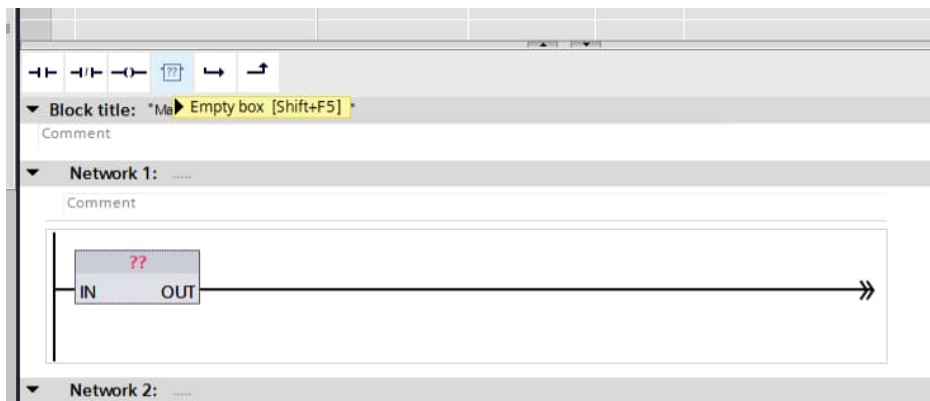 ??
Empty box [Shift+F5]
Block title: "Ma "
Comment
Network 1: .....
Comment
??
IN OUT
Network 2: .....